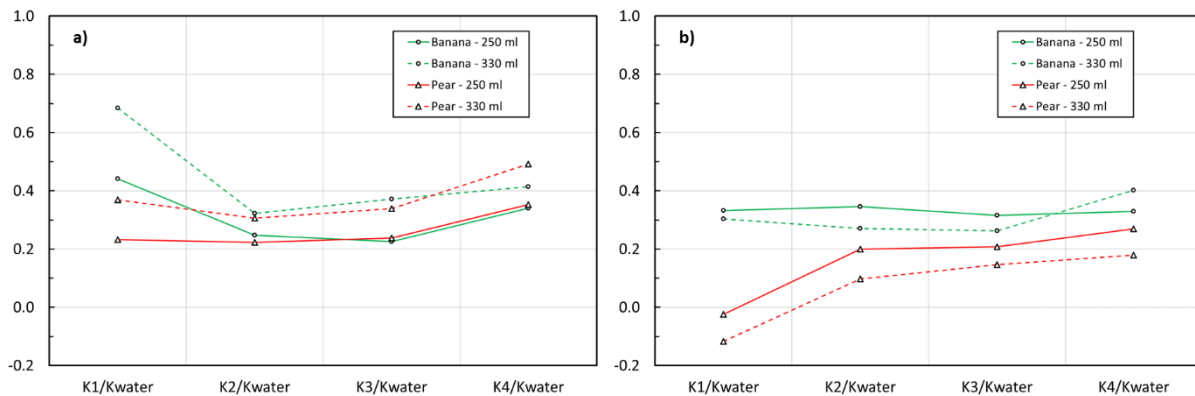 a)
1.0
0.8
0.6
0.4
0.2
0.0
-0.2
Banana - 250 ml
Banana - 330 ml
Pear - 250 ml
Pear - 330 ml
K1/Kwater K2/Kwater K3/Kwater K4/Kwater
b)
1.0
0.8
0.6
0.4
0.2
0.0
-0.2
Banana - 250 ml
Banana - 330 ml
Pear - 250 ml
Pear - 330 ml
K1/Kwater K2/Kwater K3/Kwater K4/Kwater